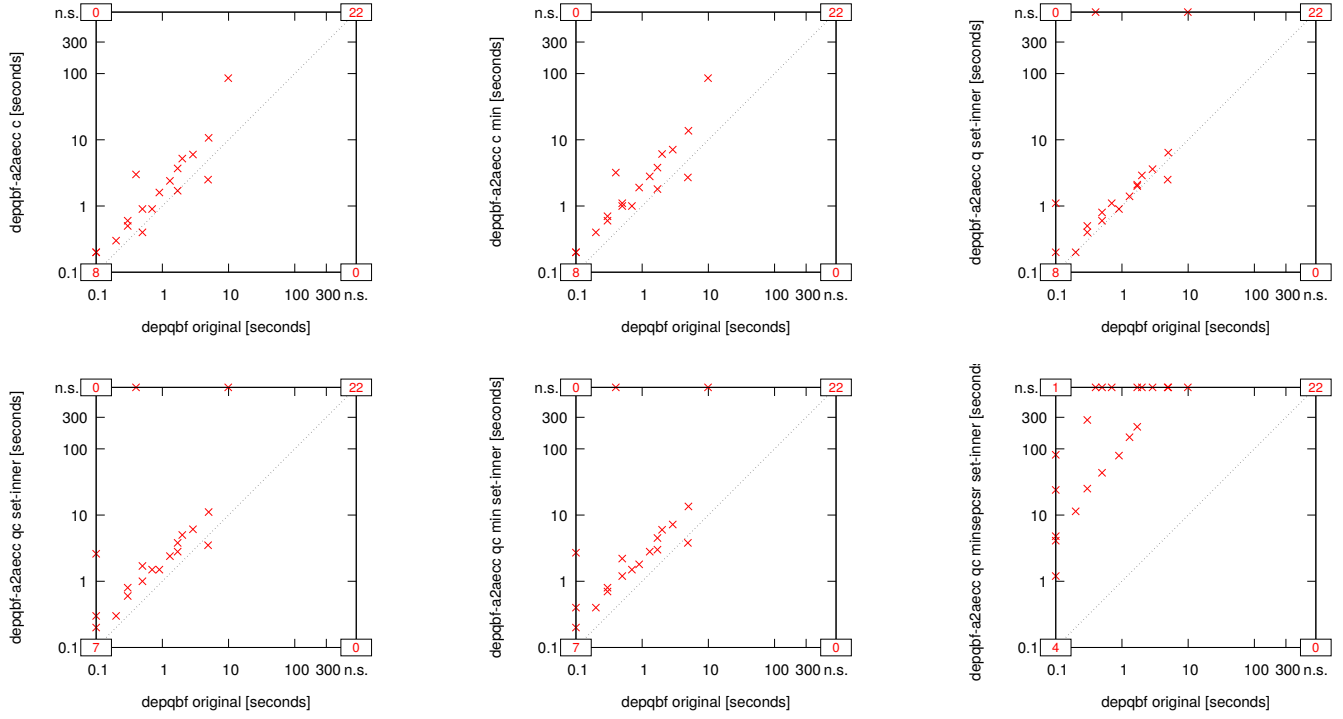 n.s. 0 22
300
100
10
1
0.1 8 0
0.1 1 10 100 300 n.s.
depqbf original [seconds]
depqbf-a2aecc c [seconds]
n.s. 0 22
300
100
10
1
0.1 8 0
0.1 1 10 100 300 n.s.
depqbf original [seconds]
depqbf-a2aecc c min [seconds]
n.s. 0 22
300
100
10
1
0.1 8 0
0.1 1 10 100 300 n.s.
depqbf original [seconds]
depqbf-a2aecc q set-inner [seconds]
n.s. 0 22
300
100
10
1
0.1 7 0
0.1 1 10 100 300 n.s.
depqbf original [seconds]
depqbf-a2aecc qc set-inner [seconds]
n.s. 0 22
300
100
10
1
0.1 7 0
0.1 1 10 100 300 n.s.
depqbf original [seconds]
depqbf-a2aecc qc min set-inner [seconds]
n.s. 1 22
300
100
10
1
0.1 4 0
0.1 1 10 100 300 n.s.
depqbf original [seconds]
depqbf-a2aecc qc minsepcsr set-inner [second